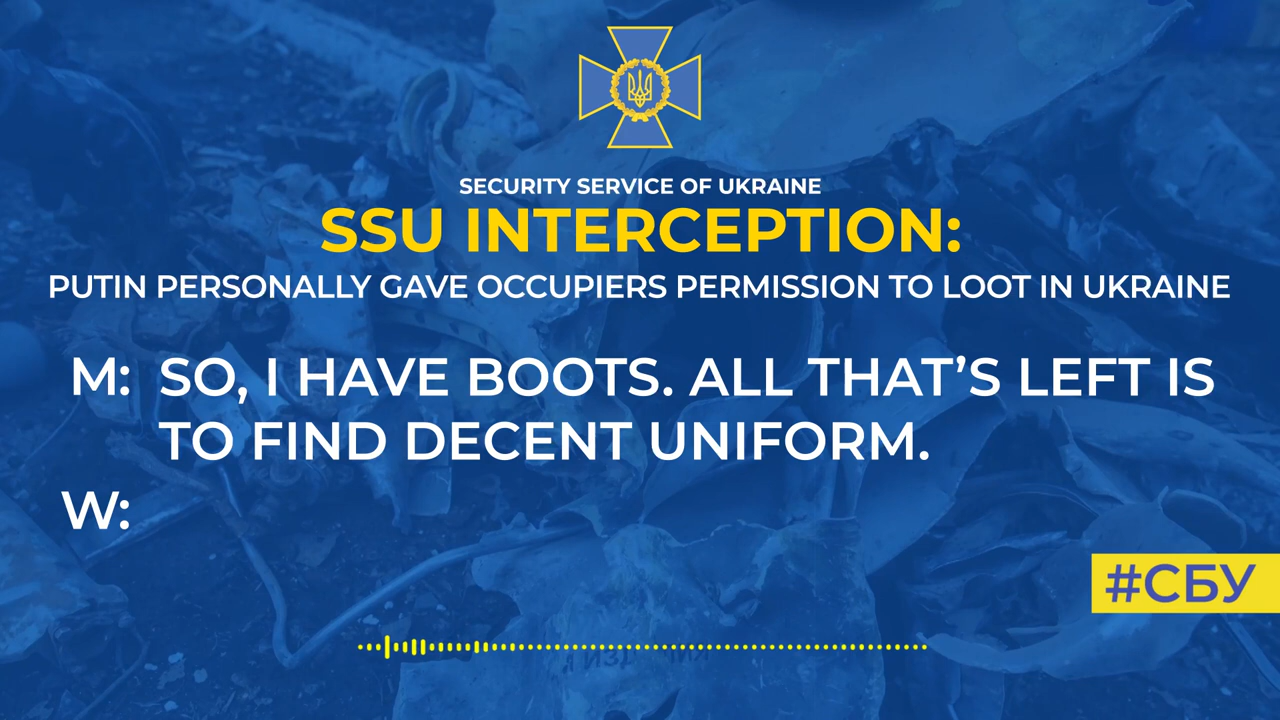 SECURITY SERVICE OF UKRAINE
SSU INTERCEPTION:
PUTIN PERSONALLY GAVE OCCUPIERS PERMISSION TO LOOT IN UKRAINE
M: SO, I HAVE BOOTS. ALL THAT’S LEFT IS
TO FIND DECENT UNIFORM.
W:
#СБУ